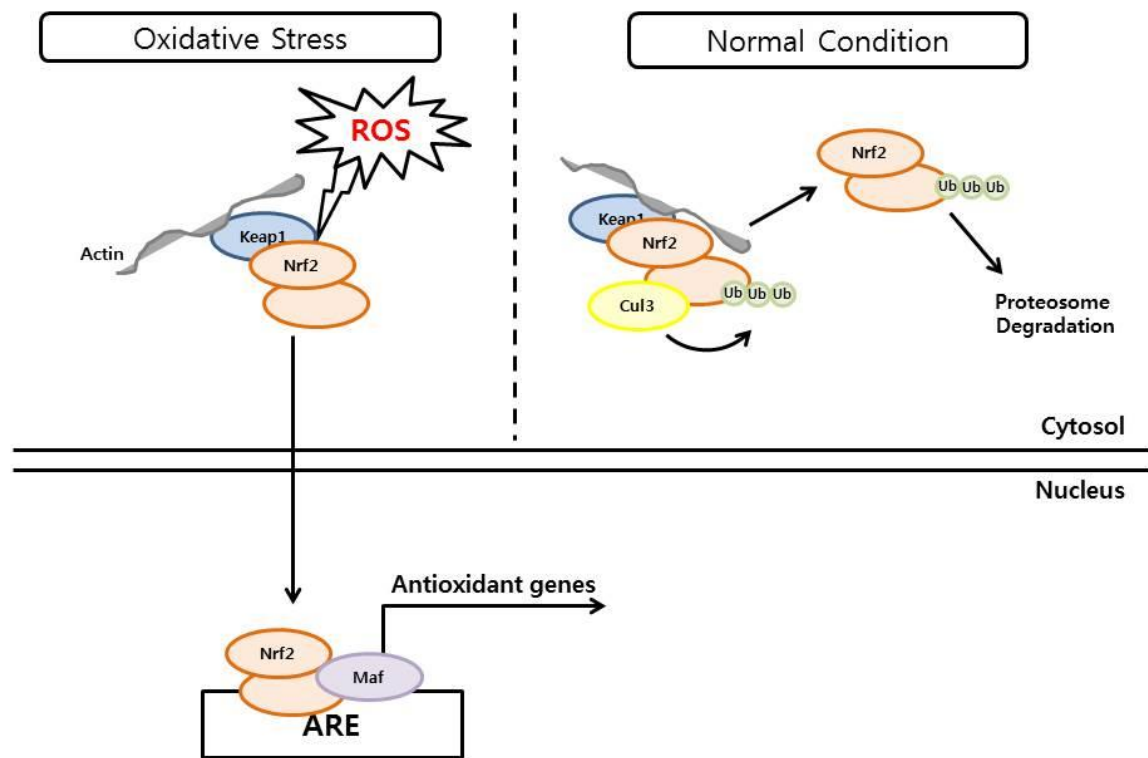 Oxidative Stress
Normal Condition
ROS
Actin
Keap1
Nrf2
Keap1
Nrf2
Cul3
Ub Ub Ub
Nrf2
Ub Ub Ub
Proteosome
Degradation
Cytosol
Nucleus
Antioxidant genes
Nrf2
Maf
ARE